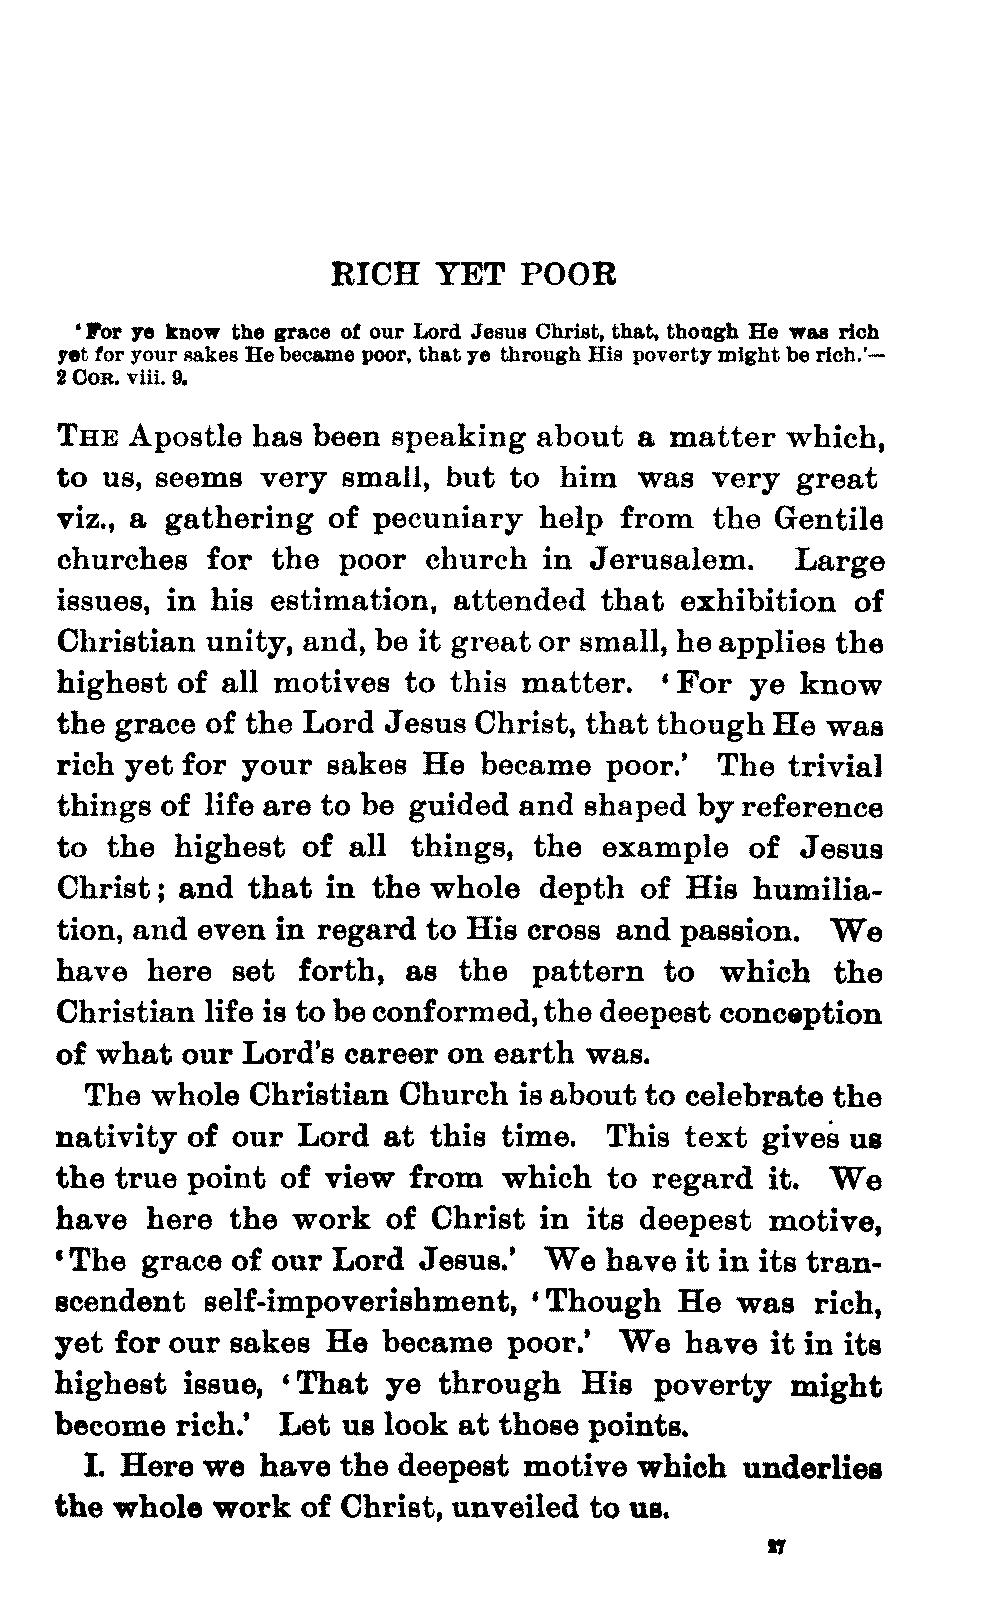 RICH YET POOR
‘For ye know the grace of our Lord Jesus Christ, that, though He was rich
yet for your sakes He became poor, that ye through His poverty might be rich.’—
2 COR. viii. 9.
THE Apostle has been speaking about a matter which,
to us, seems very small, but to him was very great
viz., a gathering of pecuniary help from the Gentile
churches for the poor church in Jerusalem. Large
issues, in his estimation, attended that exhibition of
Christian unity, and, be it great or small, he applies the
highest of all motives to this matter. ‘For ye know
the grace of the Lord Jesus Christ, that though He was
rich yet for your sakes He became poor.’ The trivial
things of life are to be guided and shaped by reference
to the highest of all things, the example of Jesus
Christ; and that in the whole depth of His humilia-
tion, and even in regard to His cross and passion. We
have here set forth, as the pattern to which the
Christian life is to be conformed, the deepest conception
of what our Lord's career on earth was.
The whole Christian Church is about to celebrate the
nativity of our Lord at this time. This text gives us
the true point of view from which to regard it. We
have here the work of Christ in its deepest motive,
‘The grace of our Lord Jesus.’ We have it in its tran-
scendent self-impoverishment, ‘Though He was rich,
yet for our sakes He became poor.’ We have it in its
highest issue, ‘That ye through His poverty might
become rich.’ Let us look at those points.
I. Here we have the deepest motive which underlies
the whole work of Christ, unveiled to us.
27